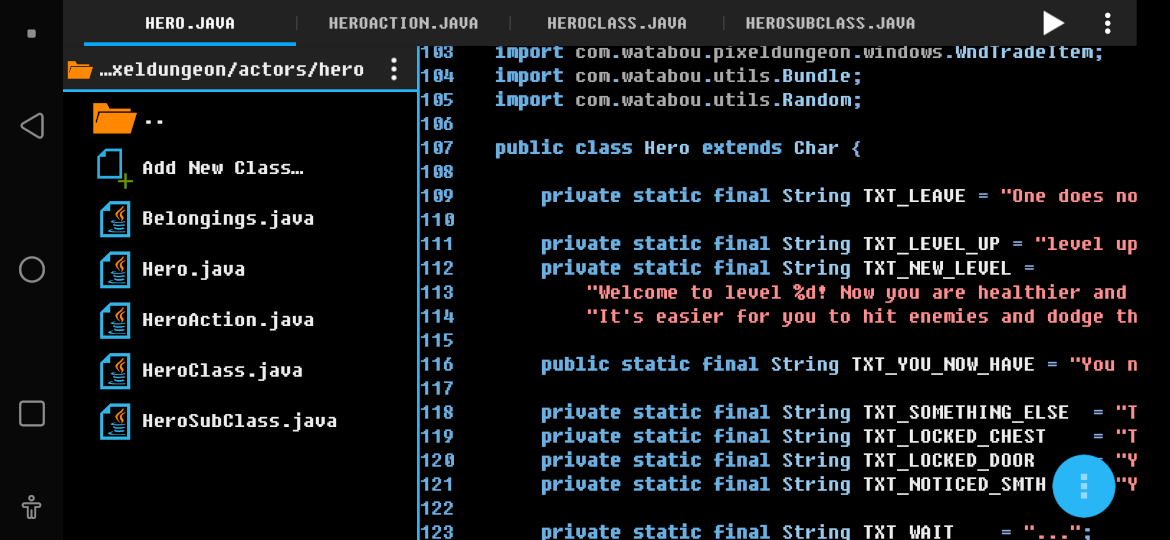 HERO.JAVA HEROACTION.JAVA HEROCLASS.JAVA HEROSUBCLASS.JAVA
…xeldungeon/actors/hero
..
Add New Class…
Belongings.java
Hero.java
HeroAction.java
HeroClass.java
HeroSubClass.java
103 import com.watabou.pixeldungeon.windows.WndTradeItem;
104 import com.watabou.utils.Bundle;
105 import com.watabou.utils.Random;
106
107 public class Hero extends Char {
108
109 private static final String TXT_LEAVE = "One does no
110
111 private static final String TXT_LEVEL_UP = "level up
112 private static final String TXT_NEW_LEVEL =
113 "Welcome to level %d! Now you are healthier and
114 "It's easier for you to hit enemies and dodge th
115
116 public static final String TXT_YOU_NOW_HAVE = "You n
117
118 private static final String TXT_SOMETHING_ELSE = "T
119 private static final String TXT_LOCKED_CHEST = "T
120 private static final String TXT_LOCKED_DOOR = "Y
121 private static final String TXT_NOTICED_SMTH "Y
122
123 private static final String TXT_WAIT = "...";